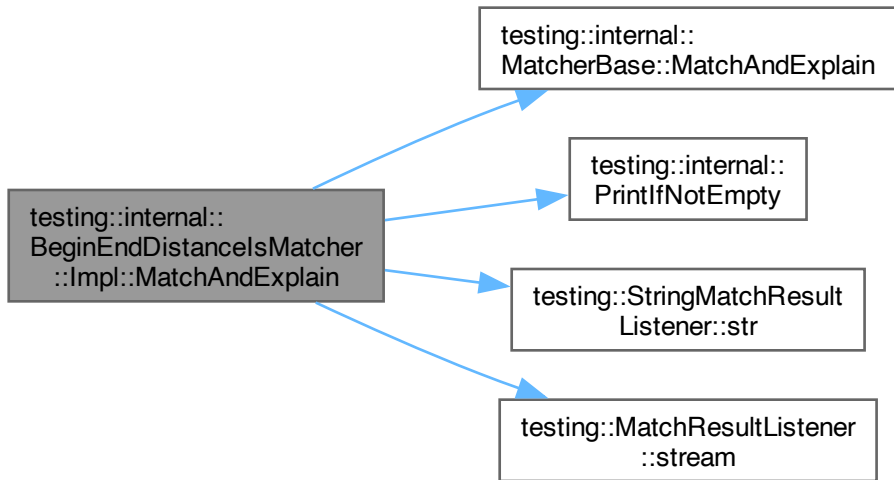 testing::internal::
MatcherBase::MatchAndExplain
testing::internal::
PrintIfNotEmpty
testing::internal::
BeginEndDistanceIsMatcher
::Impl::MatchAndExplain
testing::StringMatchResult
Listener::str
testing::MatchResultListener
::stream